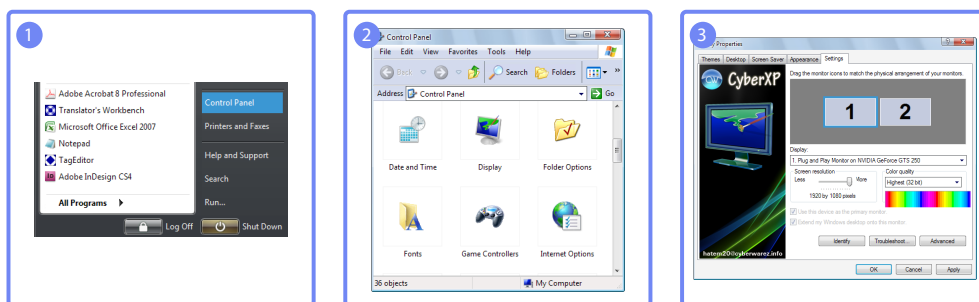 1
Adobe Acrobat 8 Professional
Translator's Workbench
Microsoft Office Excel 2007
Notepad
TagEditor
Adobe InDesign CS4
All Programs
Control Panel
Printers and Faxes
Help and Support
Search
Run...
Log Off
Shut Down
2
Control Panel
File Edit View Favorites Tools Help
Back Search Folders
Address Control Panel Go
Date and Time Display Folder Options
Fonts Game Controllers Internet Options
36 objects My Computer
3
Properties
Themes Desktop Screen Saver Appearance Settings
CW CyberXP
Drag the monitor icons to match the physical arrangement of your monitors.
1 2
Display:
1. Plug and Play Monitor on NVIDIA GeForce GTS 250
Screen resolution
Less More
1920 by 1080 pixels
Color quality
Highest (32 bit)
Use this device as the primary monitor.
Extend my Windows desktop onto this monitor.
Identify Troubleshoot... Advanced
hatem20@cyberwarez.info
OK Cancel Apply